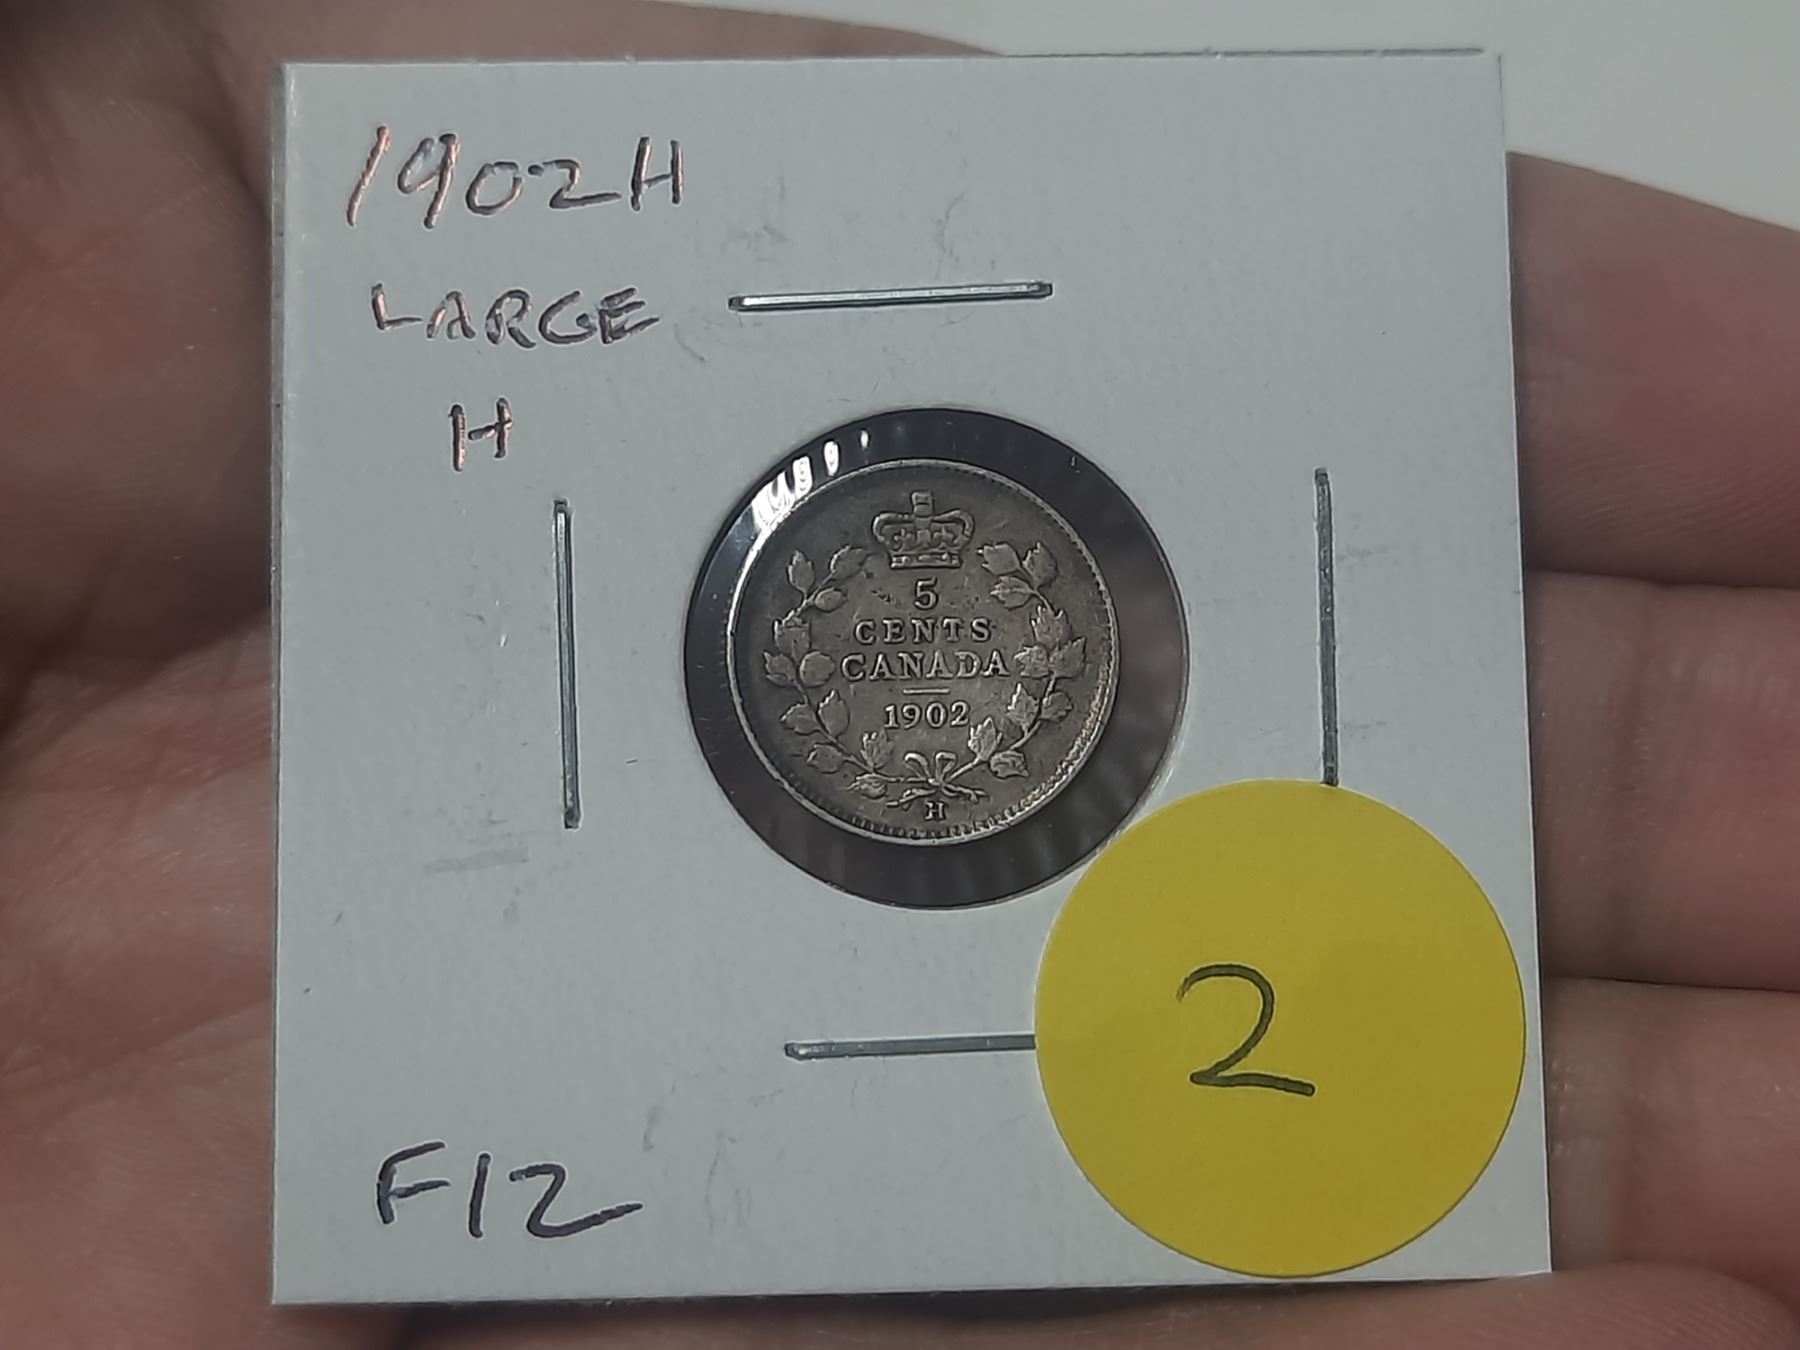 1902H
LARGE
H
5
CENTS
CANADA
1902
H
2
F12